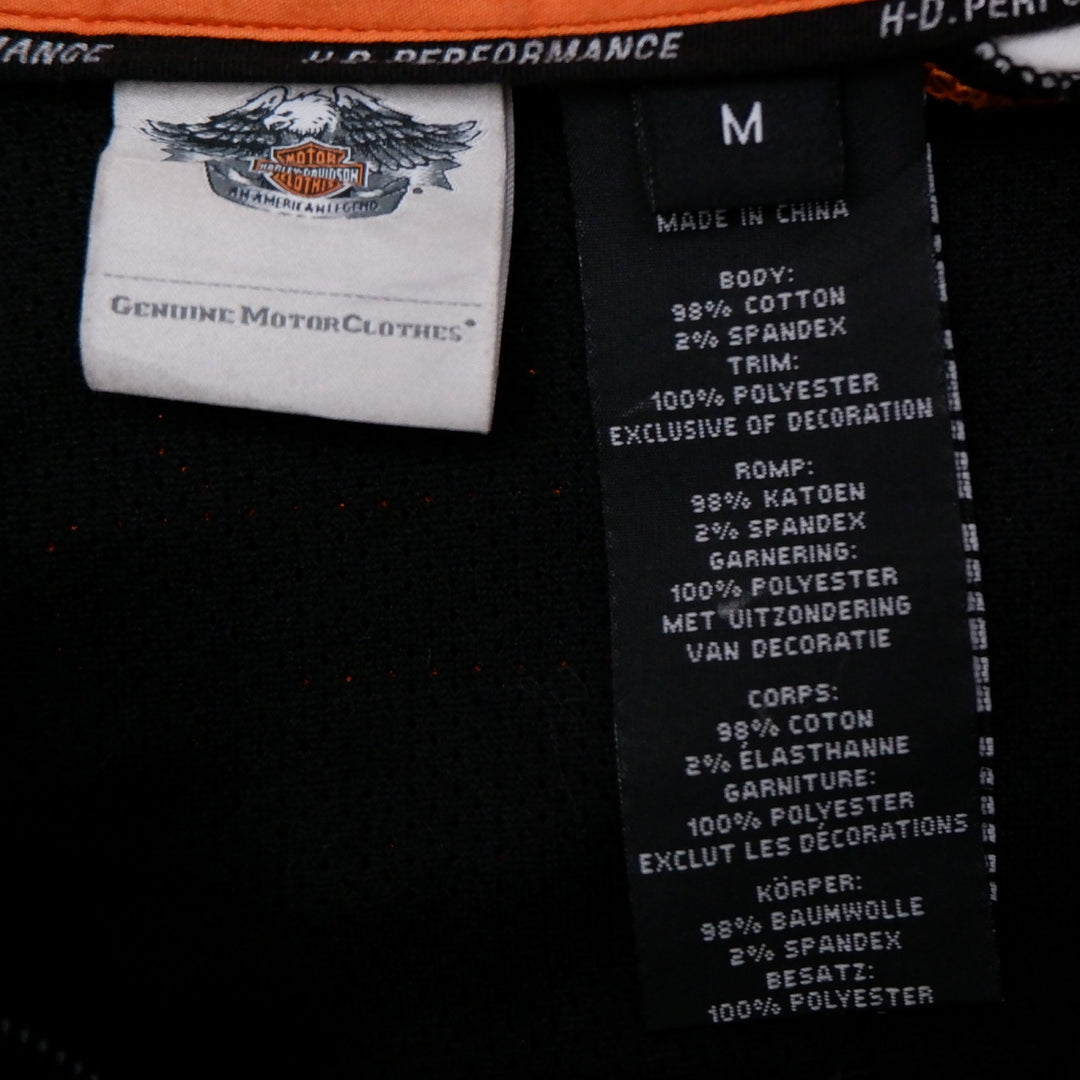 ANCE
H-D. PERFORMANCE
H-D. PERF
MOTOR
HARLEY-DAVIDSON
CLOTHES
AN AMERICAN LEGEND
GENUINE MOTORCLOTHES®
M
MADE IN CHINA
BODY:
98% COTTON
2% SPANDEX
TRIM:
100% POLYESTER
EXCLUSIVE OF DECORATION
ROMP:
98% KATOEN
2% SPANDEX
GARNERING:
100% POLYESTER
MET UITZONDERING
VAN DECORATIE
CORPS:
98% COTON
2% ÉLASTHANNE
GARNITURE:
100% POLYESTER
EXCLUT LES DÉCORATIONS
KÖRPER:
98% BAUMWOLLE
2% SPANDEX
BESATZ:
100% POLYESTER